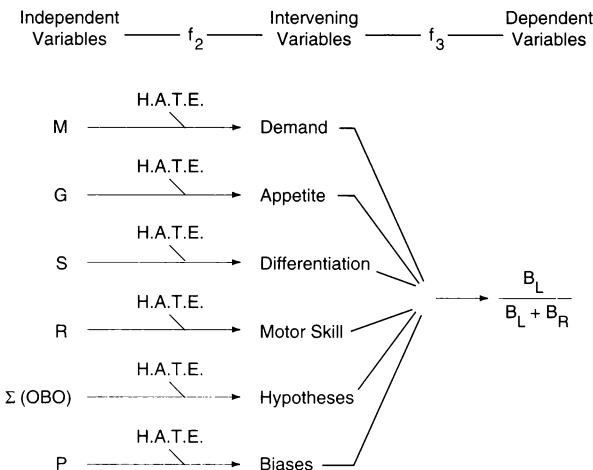 Independent Variables
f2
Intervening Variables
f3
Dependent Variables
H.A.T.E.
M
Demand
H.A.T.E.
G
Appetite
H.A.T.E.
S
Differentiation
H.A.T.E.
R
Motor Skill
H.A.T.E.
Σ (OBO)
Hypotheses
H.A.T.E.
P
Biases
BL
BL + BR